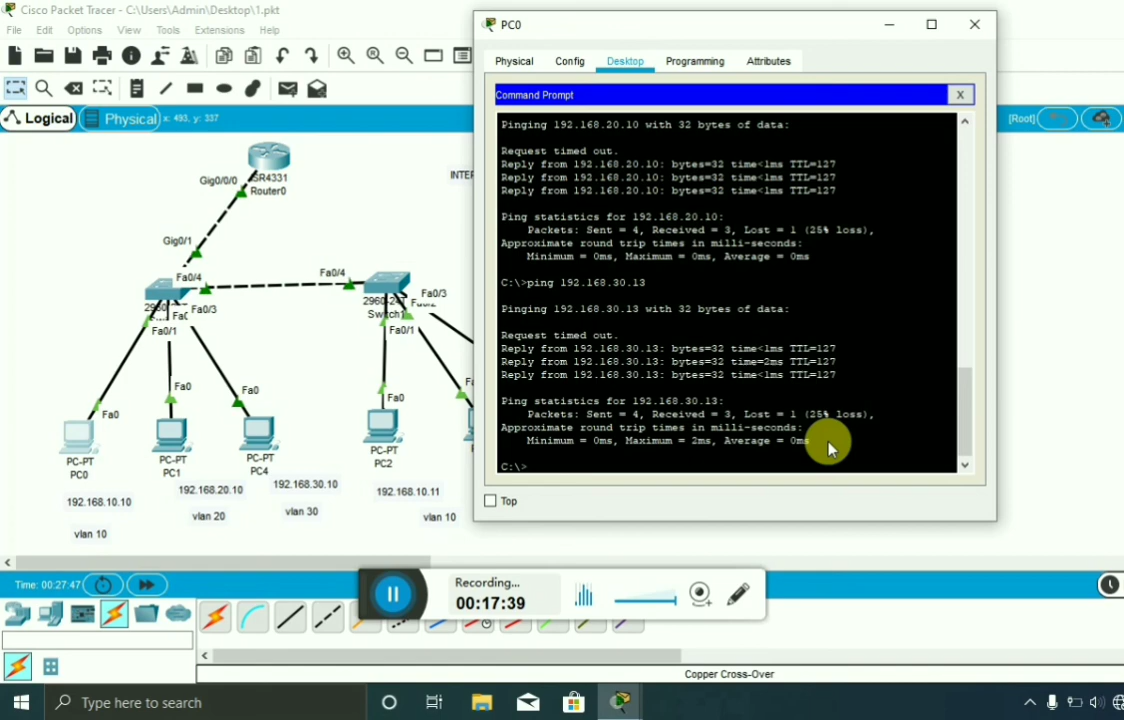 Cisco Packet Tracer - C:\Users\Admin\Desktop\1.pkt
File Edit Options View Tools Extensions Help
Logical Physical x: 493, y: 337
[Root]
Gig0/0/0
ISR4331
Router0
INTER
Gig0/1
Fa0/4
Fa0/4
Fa0/3
Fa0/3
Fa0/1
Fa0/1
Fa0
Fa0
Fa0
Fa0
PC-PT
PC0
PC-PT
PC1
PC-PT
PC4
PC-PT
PC2
192.168.10.10
vlan 10
192.168.20.10
vlan 20
192.168.30.10
vlan 30
192.168.10.11
vlan 10
PC0
Physical Config Desktop Programming Attributes
Command Prompt X
Pinging 192.168.20.10 with 32 bytes of data:
Request timed out.
Reply from 192.168.20.10: bytes=32 time<1ms TTL=127
Reply from 192.168.20.10: bytes=32 time<1ms TTL=127
Reply from 192.168.20.10: bytes=32 time<1ms TTL=127
Ping statistics for 192.168.20.10:
Packets: Sent = 4, Received = 3, Lost = 1 (25% loss),
Approximate round trip times in milli-seconds:
Minimum = 0ms, Maximum = 0ms, Average = 0ms
C:\>ping 192.168.30.13
Pinging 192.168.30.13 with 32 bytes of data:
Request timed out.
Reply from 192.168.30.13: bytes=32 time<1ms TTL=127
Reply from 192.168.30.13: bytes=32 time=2ms TTL=127
Reply from 192.168.30.13: bytes=32 time<1ms TTL=127
Ping statistics for 192.168.30.13:
Packets: Sent = 4, Received = 3, Lost = 1 (25% loss),
Approximate round trip times in milli-seconds:
Minimum = 0ms, Maximum = 2ms, Average = 0ms
C:\>
Top
Time: 00:27:47
Recording...
00:17:39
Copper Cross-Over
Type here to search